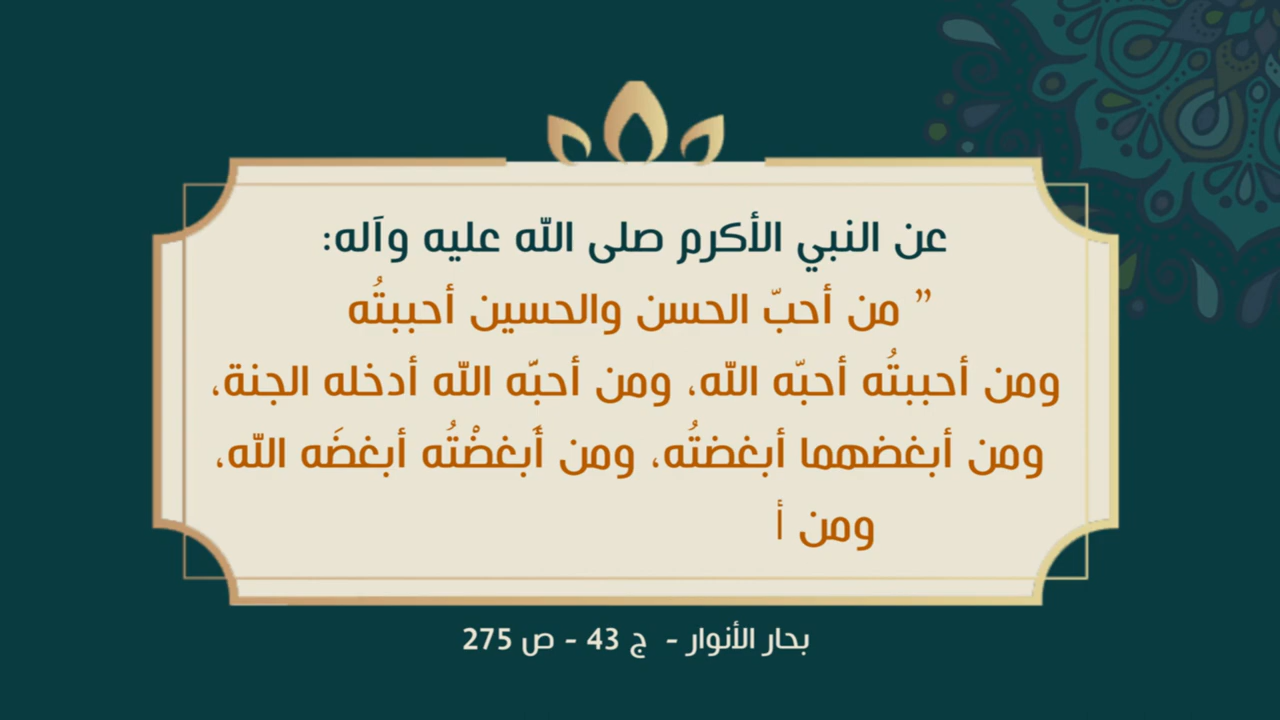 عن النبي الأكرم صلى الله عليه وآله:
” من أحبّ الحسن والحسين أحببتُه
ومن أحببتُه أحبّه الله، ومن أحبّه الله أدخله الجنة،
ومن أبغضهما أبغضتُه، ومن أَبغضْتُه أبغضَه الله،
ومن أ
بحار الأنوار - ج 43 - ص 275